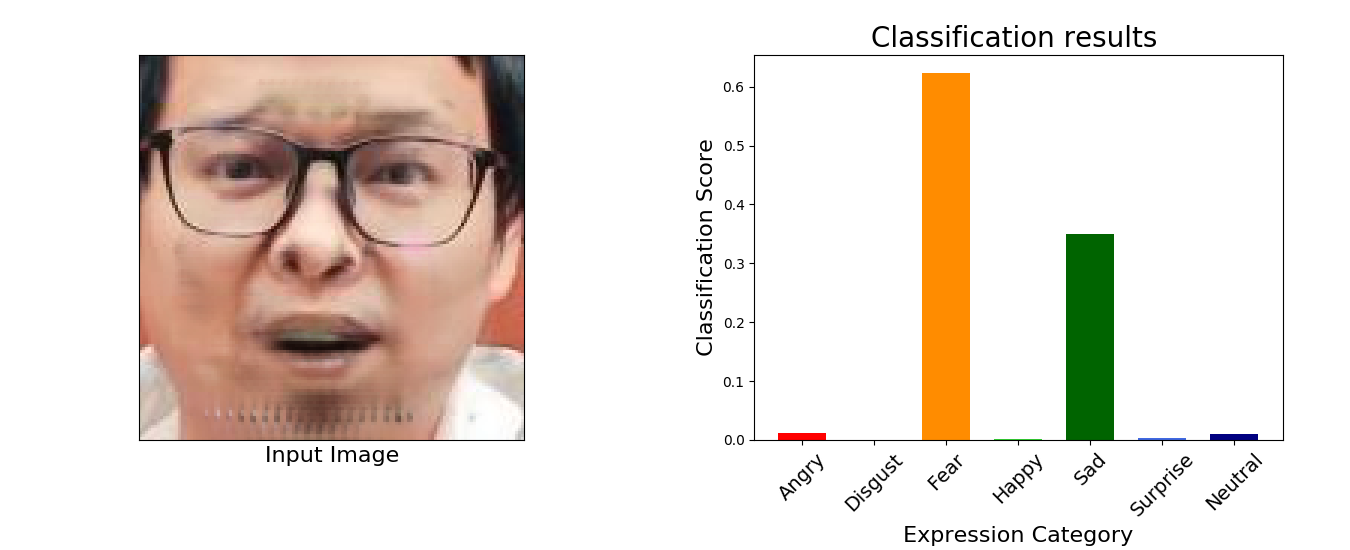 Classification results
Classification Score
0.6
0.5
0.4
0.3
0.2
0.1
0.0
Angry
Disgust
Fear
Happy
Sad
Surprise
Neutral
Expression Category
Input Image